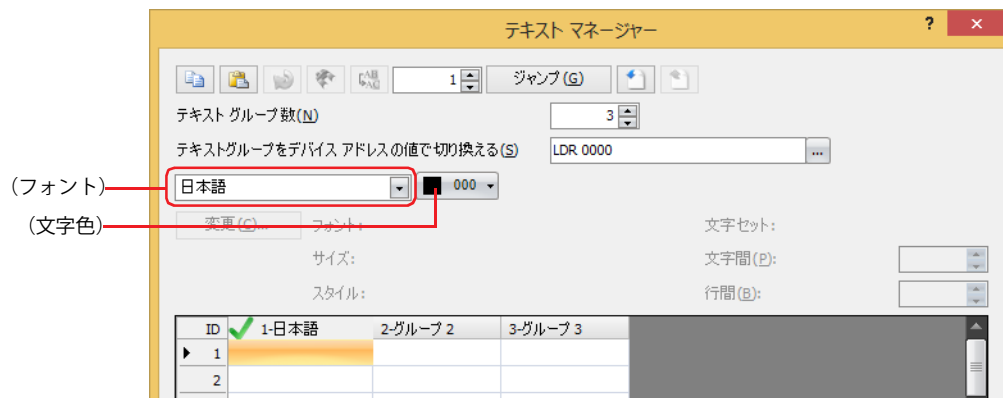 テキスト マネージャー ? ×
1 ジャンプ(G)
テキスト グループ数(N) 3
テキストグループをデバイス アドレスの値で切り換える(S) LDR 0000 ...
(フォント) 日本語 000
(文字色)
変更(C)... フォント: 文字セット:
サイズ: 文字間(P):
スタイル: 行間(B):
ID 1-日本語 2-グループ 2 3-グループ 3
1
2